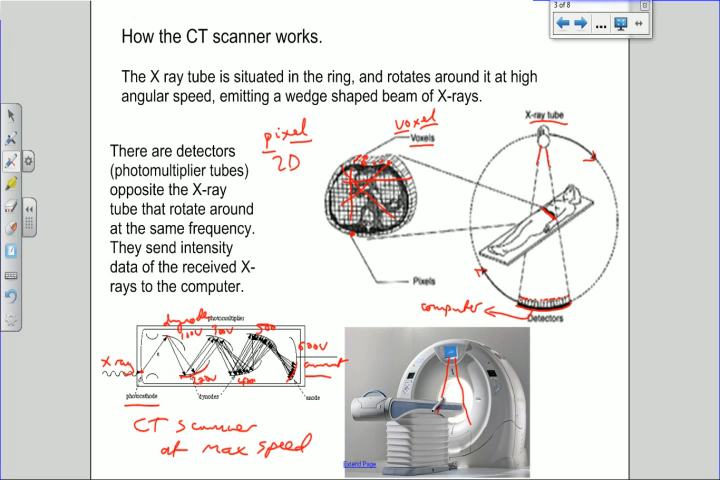 3 of 8
How the CT scanner works.
The X ray tube is situated in the ring, and rotates around it at high
angular speed, emitting a wedge shaped beam of X-rays.
There are detectors
(photomultiplier tubes)
opposite the X-ray
tube that rotate around
at the same frequency.
They send intensity
data of the received X-
rays to the computer.
pixel
2D
voxel
Voxels
Pixels
X-ray tube
computer
Detectors
dynode
photomultiplier
100V
300V
500
600V
X ray
200V
400
current
photocathode
dynodes
anode
CT scanner
at max speed
Extend Page